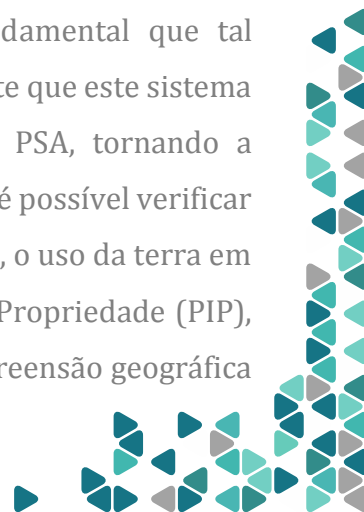 damental que tal
te que este sistema
PSA, tornando a
é possível verificar
, o uso da terra em
Propriedade (PIP),
reensão geográfica